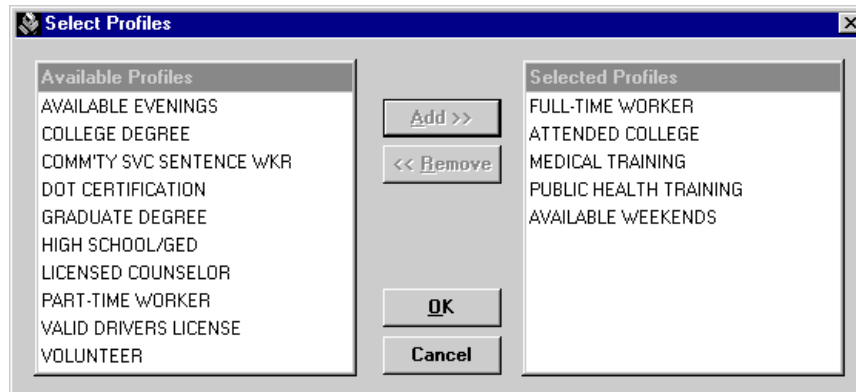 Select Profiles
Available Profiles
AVAILABLE EVENINGS
COLLEGE DEGREE
COMM'TY SVC SENTENCE WKR
DOT CERTIFICATION
GRADUATE DEGREE
HIGH SCHOOL/GED
LICENSED COUNSELOR
PART-TIME WORKER
VALID DRIVERS LICENSE
VOLUNTEER
Add >>
<< Remove
OK
Cancel
Selected Profiles
FULL-TIME WORKER
ATTENDED COLLEGE
MEDICAL TRAINING
PUBLIC HEALTH TRAINING
AVAILABLE WEEKENDS